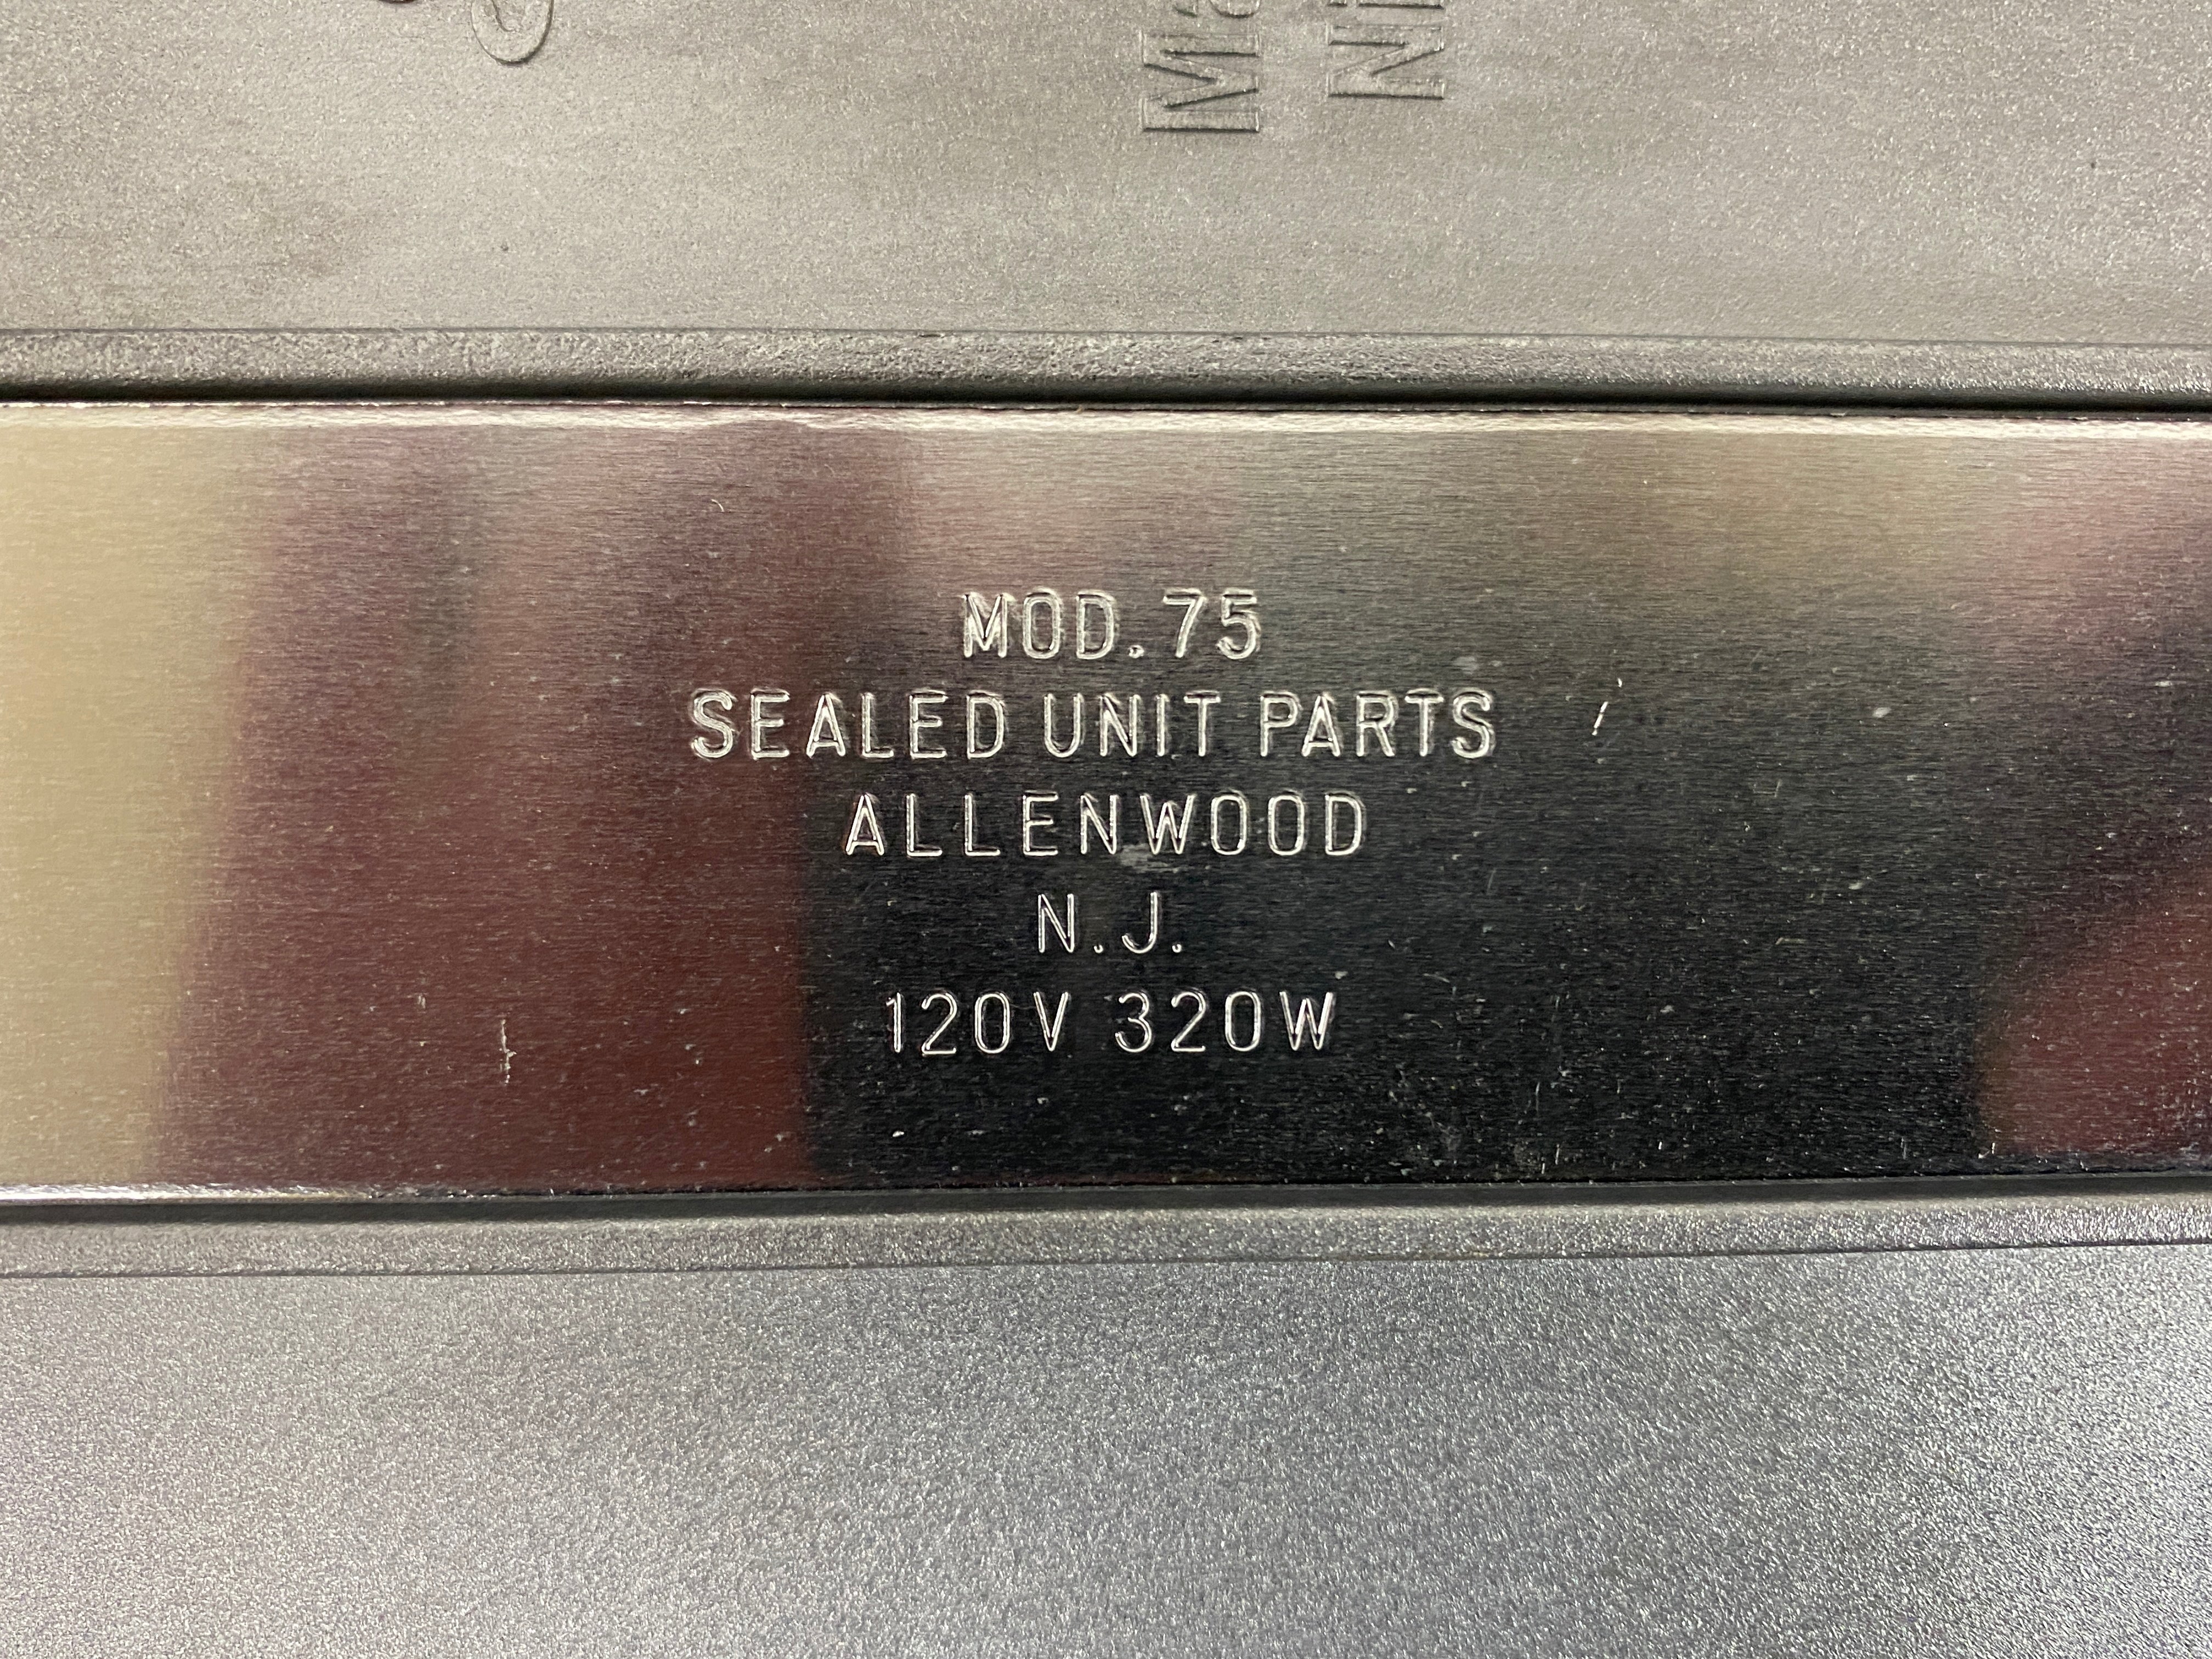 MOD.75
SEALED UNIT PARTS
ALLENWOOD
N.J.
120V 320W